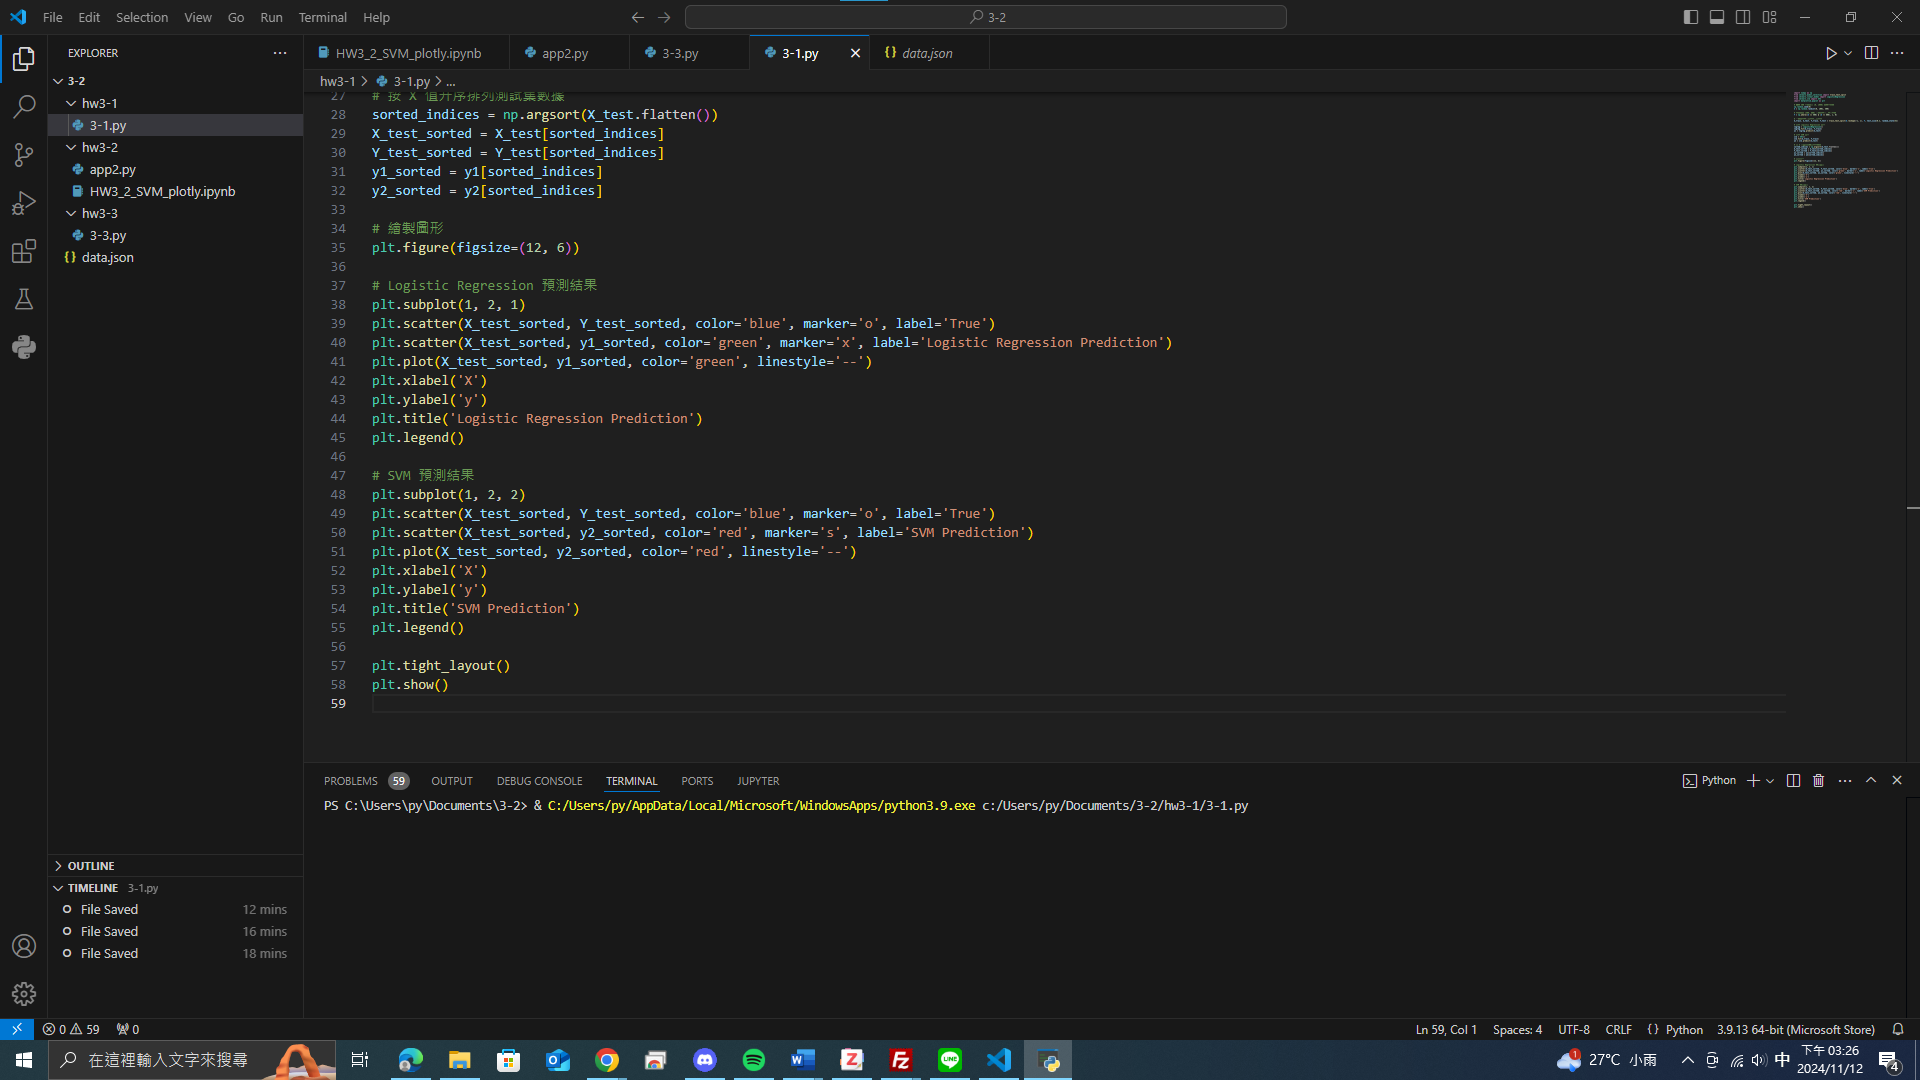 File Edit Selection View Go Run Terminal Help
3-2
EXPLORER
3-2
hw3-1
3-1.py
hw3-2
app2.py
HW3_2_SVM_plotly.ipynb
hw3-3
3-3.py
data.json
HW3_2_SVM_plotly.ipynb app2.py 3-3.py 3-1.py data.json
hw3-1 > 3-1.py > ...
27 # 按 X 值升序排列測試集數據
28 sorted_indices = np.argsort(X_test.flatten())
29 X_test_sorted = X_test[sorted_indices]
30 Y_test_sorted = Y_test[sorted_indices]
31 y1_sorted = y1[sorted_indices]
32 y2_sorted = y2[sorted_indices]
33
34 # 繪製圖形
35 plt.figure(figsize=(12, 6))
36
37 # Logistic Regression 預測結果
38 plt.subplot(1, 2, 1)
39 plt.scatter(X_test_sorted, Y_test_sorted, color='blue', marker='o', label='True')
40 plt.scatter(X_test_sorted, y1_sorted, color='green', marker='x', label='Logistic Regression Prediction')
41 plt.plot(X_test_sorted, y1_sorted, color='green', linestyle='--')
42 plt.xlabel('X')
43 plt.ylabel('y')
44 plt.title('Logistic Regression Prediction')
45 plt.legend()
46
47 # SVM 預測結果
48 plt.subplot(1, 2, 2)
49 plt.scatter(X_test_sorted, Y_test_sorted, color='blue', marker='o', label='True')
50 plt.scatter(X_test_sorted, y2_sorted, color='red', marker='s', label='SVM Prediction')
51 plt.plot(X_test_sorted, y2_sorted, color='red', linestyle='--')
52 plt.xlabel('X')
53 plt.ylabel('y')
54 plt.title('SVM Prediction')
55 plt.legend()
56
57 plt.tight_layout()
58 plt.show()
59
PROBLEMS 59 OUTPUT DEBUG CONSOLE TERMINAL PORTS JUPYTER
Python
PS C:\Users\py\Documents\3-2> & C:/Users/py/AppData/Local/Microsoft/WindowsApps/python3.9.exe c:/Users/py/Documents/3-2/hw3-1/3-1.py
OUTLINE
TIMELINE 3-1.py
File Saved 12 mins
File Saved 16 mins
File Saved 18 mins
0 59 0
Ln 59, Col 1 Spaces: 4 UTF-8 CRLF {} Python 3.9.13 64-bit (Microsoft Store)
在這裡輸入文字來搜尋
1 27°C 小雨
中
下午 03:26
2024/11/12
4